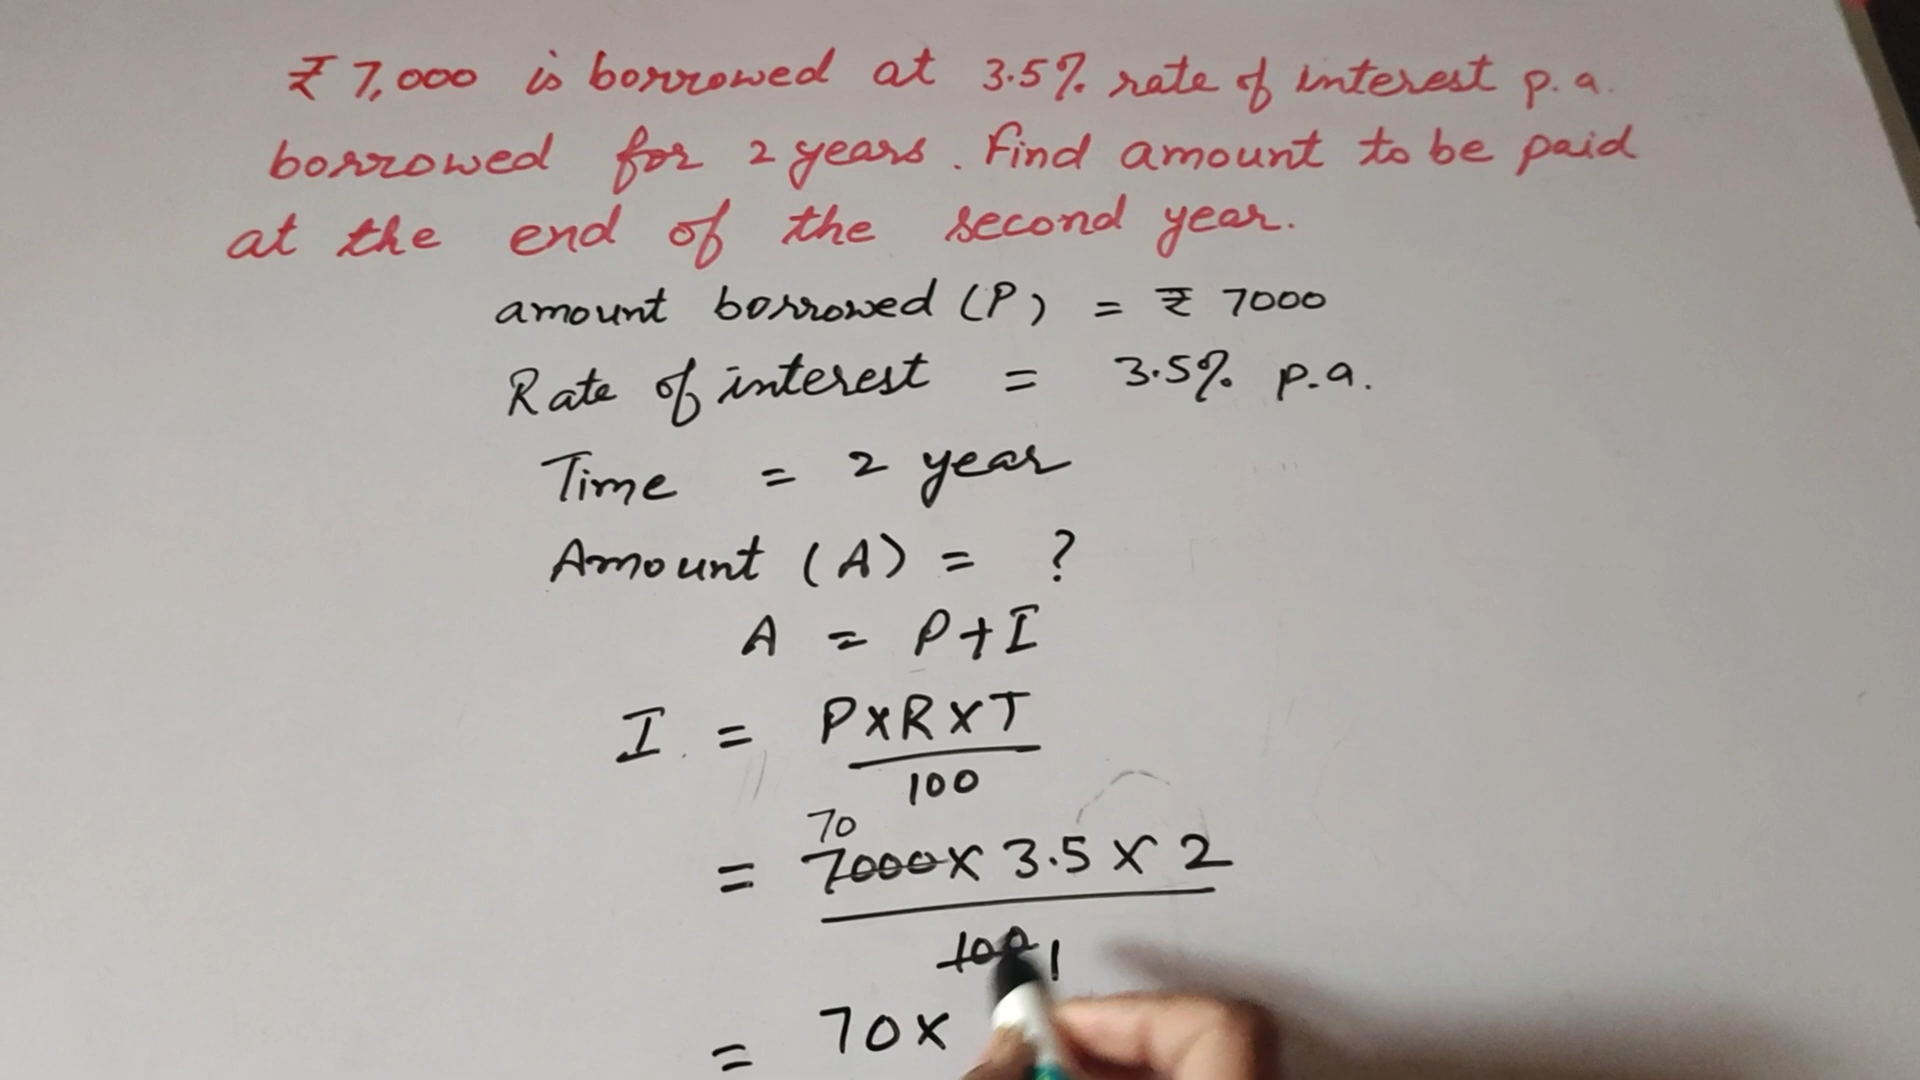 ₹ 7,000 is borrowed at 3.5% rate of interest p.a.
borrowed for 2 years. Find amount to be paid
at the end of the second year.
amount borrowed (P) = ₹ 7000
Rate of interest = 3.5% p.a.
Time = 2 year
Amount (A) = ?
A = P+I
I = P×R×T
100
70
= 7000× 3.5 × 2
100 1
= 70×